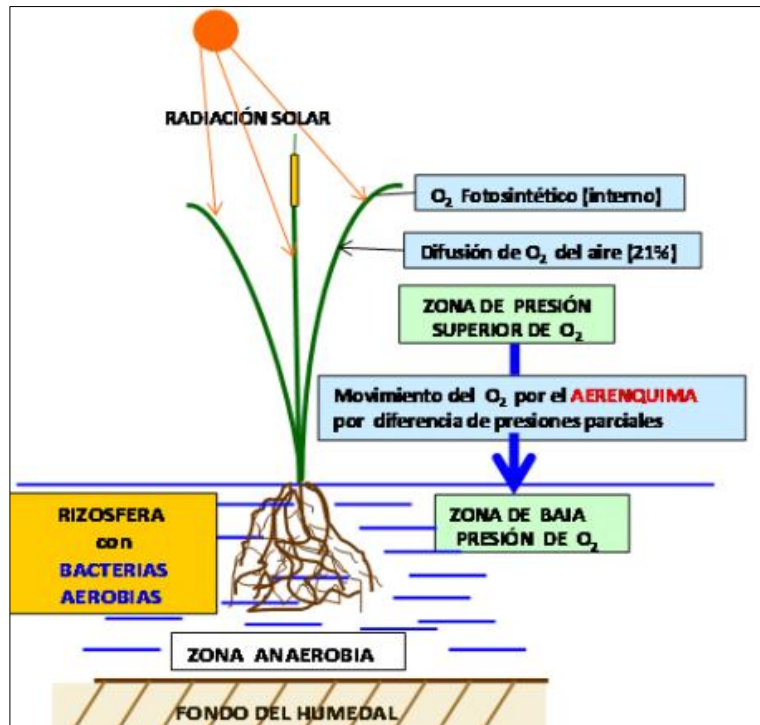 RADIACIÓN SOLAR
O₂ Fotosintético [interno]
Difusión de O₂ del aire [21%]
ZONA DE PRESIÓN
SUPERIOR DE O₂
Movimiento del O₂ por el AERENQUIMA
por diferencia de presiones parciales
RIZOSFERA
con
BACTERIAS
AEROBIAS
ZONA DE BAJA
PRESIÓN DE O₂
ZONA ANAEROBIA
FONDO DEL HUMEDAL